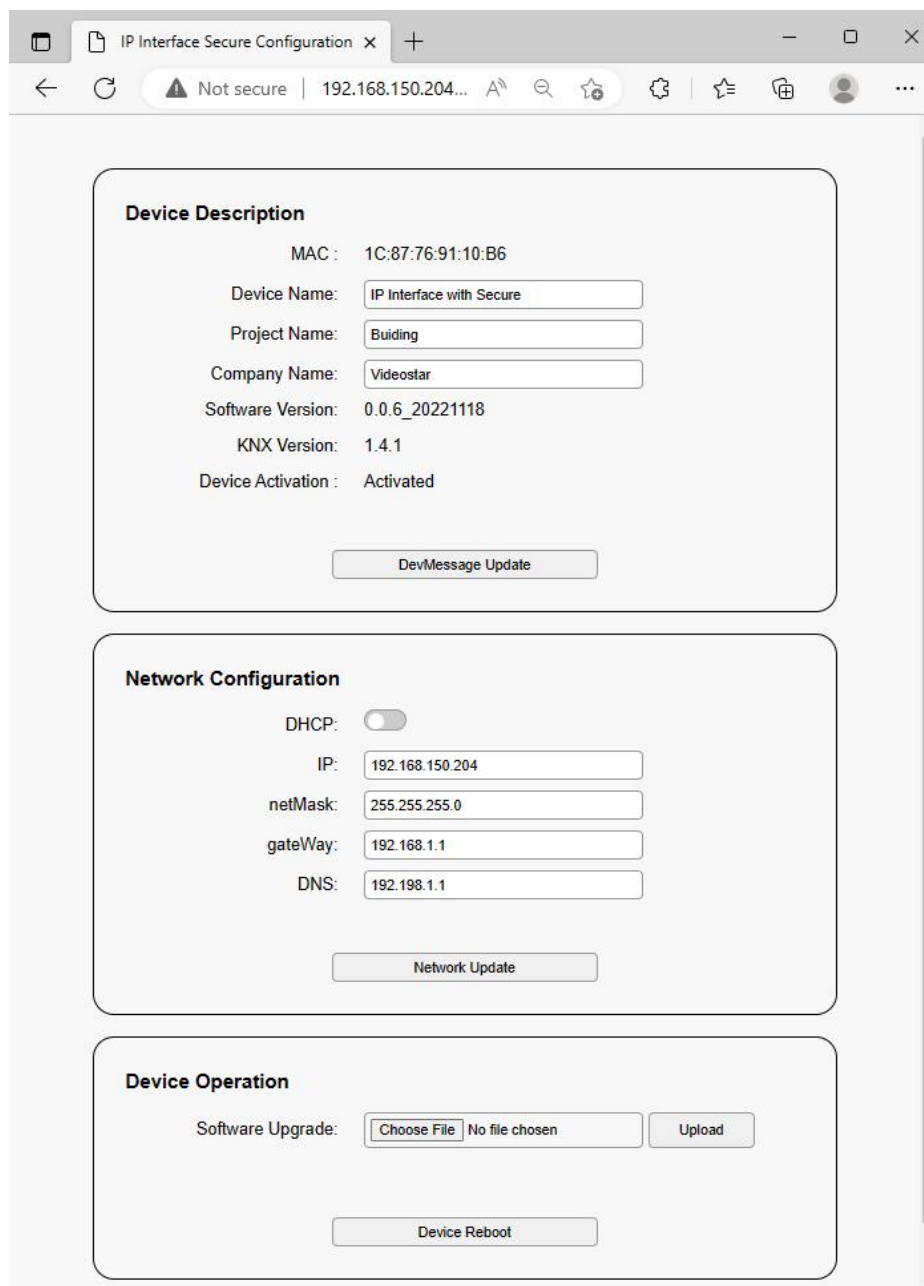 IP Interface Secure Configuration
Not secure | 192.168.150.204...
Device Description
MAC : 1C:87:76:91:10:B6
Device Name: IP Interface with Secure
Project Name: Buiding
Company Name: Videostar
Software Version: 0.0.6_20221118
KNX Version: 1.4.1
Device Activation : Activated
DevMessage Update
Network Configuration
DHCP:
IP: 192.168.150.204
netMask: 255.255.255.0
gateWay: 192.168.1.1
DNS: 192.198.1.1
Network Update
Device Operation
Software Upgrade: Choose File No file chosen Upload
Device Reboot